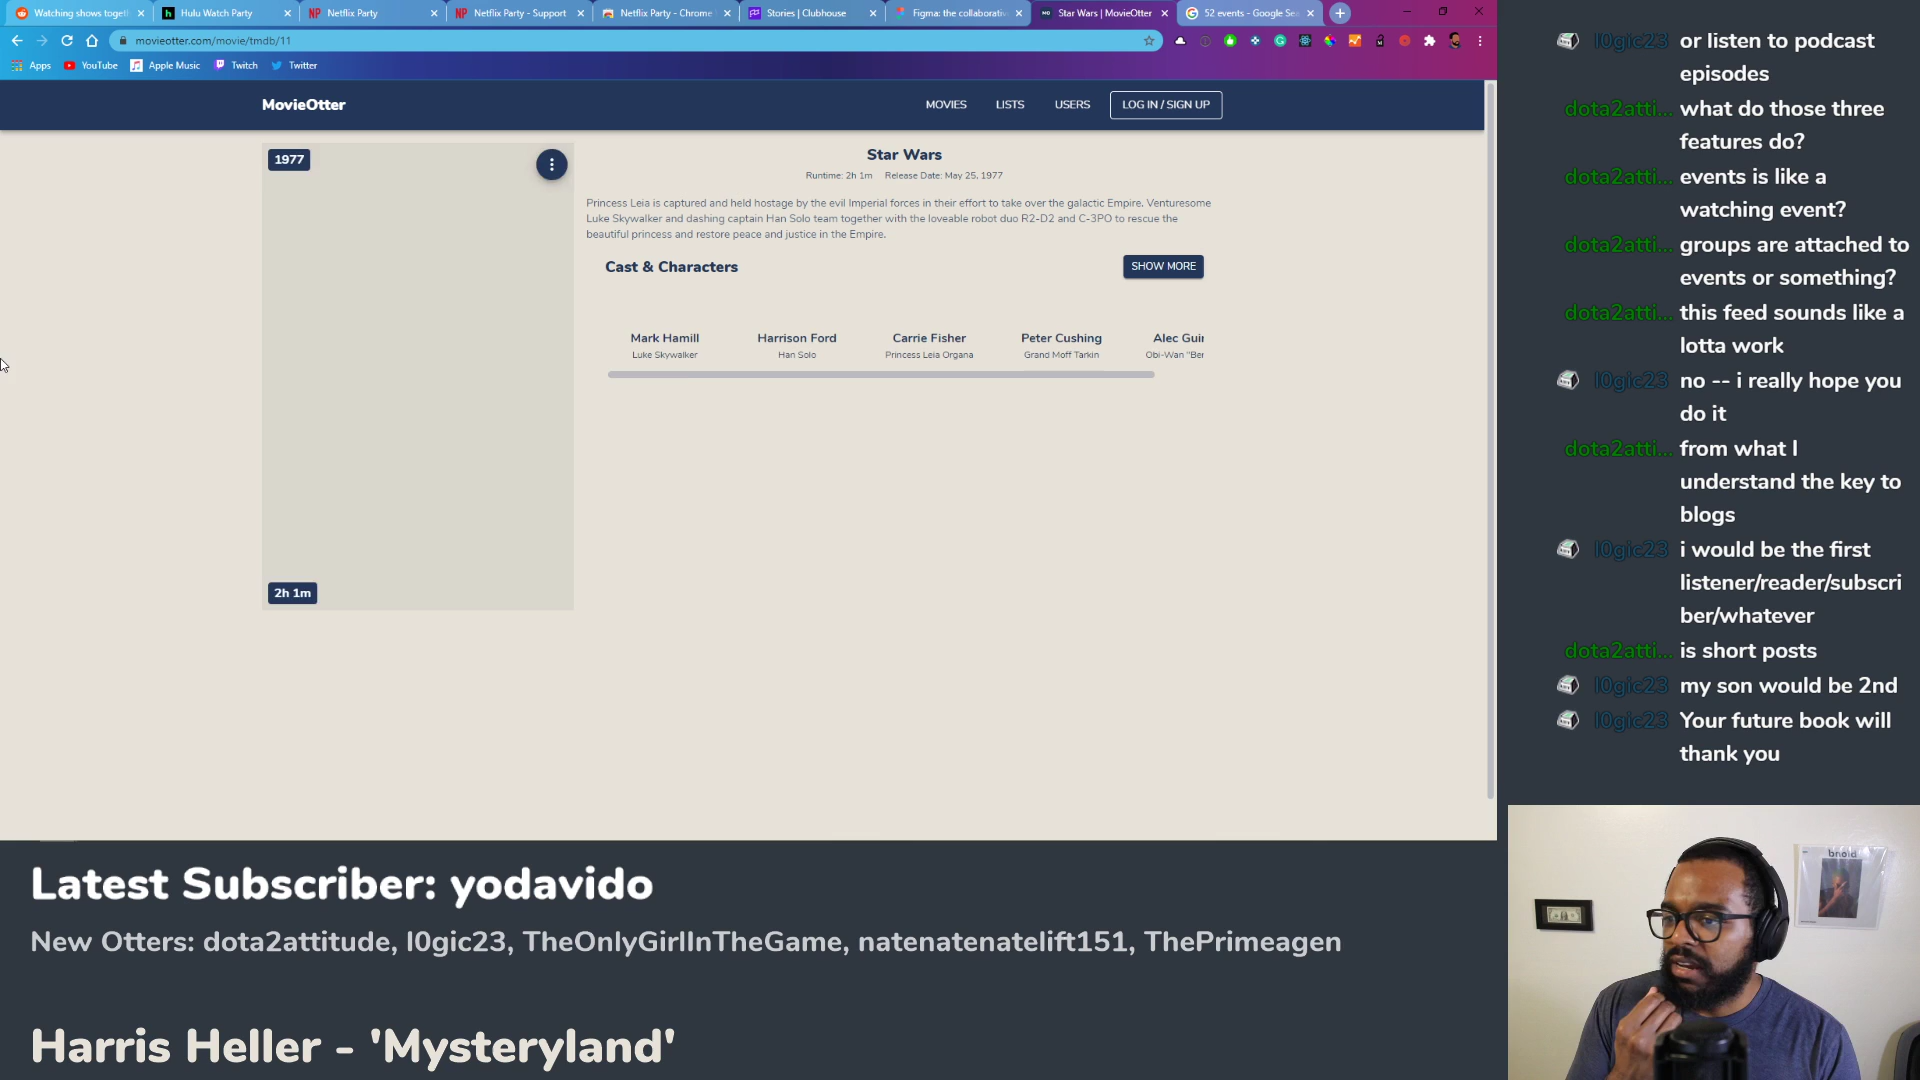 Watching shows togeth
Hulu Watch Party
Netflix Party
Netflix Party - Support
Netflix Party - Chrome
Stories | Clubhouse
Figma: the collaborativ
Star Wars | MovieOtter
52 events - Google Sea
movieotter.com/movie/tmdb/11
Apps
YouTube
Apple Music
Twitch
Twitter
MovieOtter
MOVIES
LISTS
USERS
LOG IN / SIGN UP
1977
Star Wars
Runtime: 2h 1m Release Date: May 25, 1977
Princess Leia is captured and held hostage by the evil Imperial forces in their effort to take over the galactic Empire. Venturesome
Luke Skywalker and dashing captain Han Solo team together with the loveable robot duo R2-D2 and C-3PO to rescue the
beautiful princess and restore peace and justice in the Empire.
Cast & Characters
SHOW MORE
Mark Hamill
Luke Skywalker
Harrison Ford
Han Solo
Carrie Fisher
Princess Leia Organa
Peter Cushing
Grand Moff Tarkin
Alec Guin
Obi-Wan "Ben
2h 1m
l0gic23 or listen to podcast
episodes
dota2atti... what do those three
features do?
dota2atti... events is like a
watching event?
dota2atti... groups are attached to
events or something?
dota2atti... this feed sounds like a
lotta work
l0gic23 no -- i really hope you
do it
dota2atti... from what I
understand the key to
blogs
l0gic23 i would be the first
listener/reader/subscri
ber/whatever
dota2atti... is short posts
l0gic23 my son would be 2nd
l0gic23 Your future book will
thank you
Latest Subscriber: yodavido
New Otters: dota2attitude, l0gic23, TheOnlyGirlInTheGame, natenatenatelift151, ThePrimeagen
Harris Heller - 'Mysteryland'